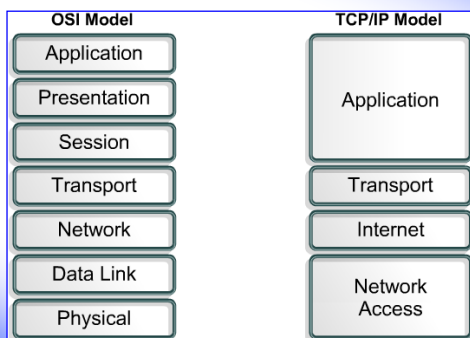 OSI Model
Application
Presentation
Session
Transport
Network
Data Link
Physical
TCP/IP Model
Application
Transport
Internet
Network
Access